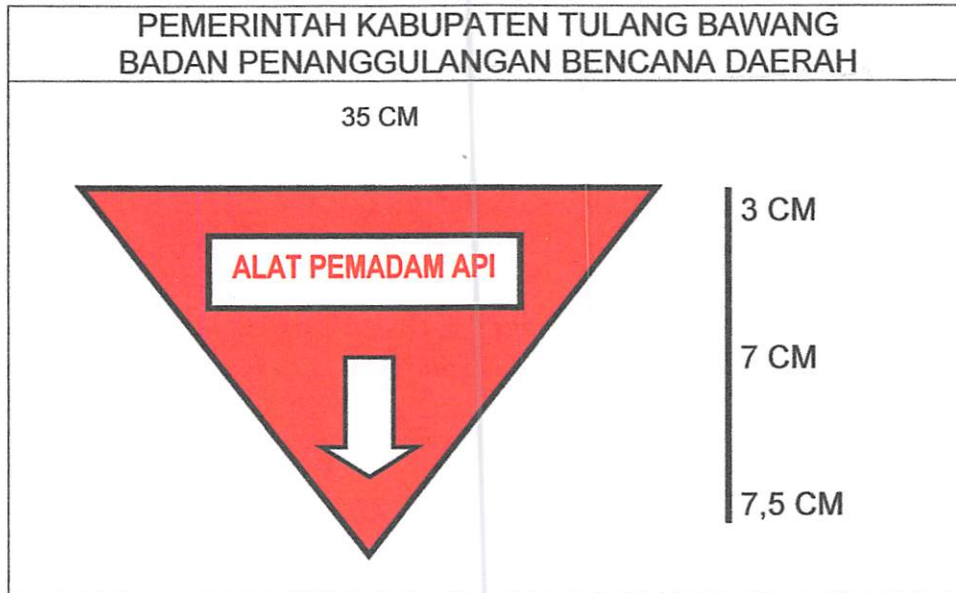 PEMERINTAH KABUPATEN TULANG BAWANG
BADAN PENANGGULANGAN BENCANA DAERAH
35 CM
3 CM
ALAT PEMADAM API
7 CM
7,5 CM